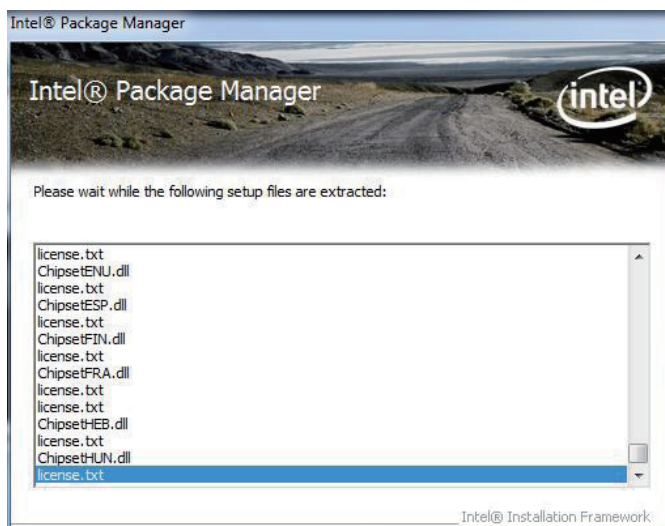 Intel® Package Manager
Intel® Package Manager
intel
Please wait while the following setup files are extracted:
license.txt
ChipsetENU.dll
license.txt
ChipsetESP.dll
license.txt
ChipsetFIN.dll
license.txt
ChipsetFRA.dll
license.txt
license.txt
ChipsetHEB.dll
license.txt
ChipsetHUN.dll
license.txt
Intel® Installation Framework